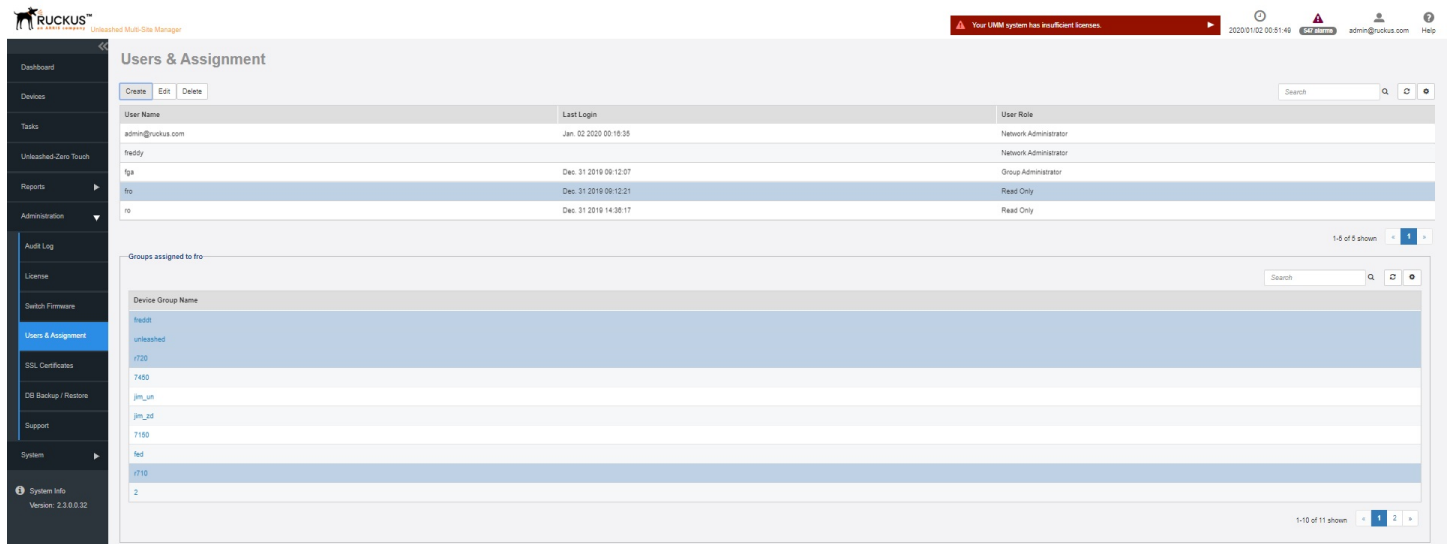 RUCKUS™
Unleashed Multi-Site Manager
Your UMM system has insufficient licenses.
2020/01/02 00:51:49
547 alarms
admin@ruckus.com
Help
Dashboard
Devices
Tasks
Unleashed-Zero Touch
Reports
Administration
Audit Log
License
Switch Firmware
Users & Assignment
SSL Certificates
DB Backup / Restore
Support
System
System Info
Version: 2.3.0.0.32
Users & Assignment
Create Edit Delete
Search
User Name Last Login User Role
admin@ruckus.com Jan. 02 2020 00:16:36 Network Administrator
freddy Network Administrator
fga Dec. 31 2019 09:12:07 Group Administrator
fro Dec. 31 2019 09:12:21 Read Only
ro Dec. 31 2019 14:36:17 Read Only
1-5 of 5 shown « 1 »
Groups assigned to fro
Search
Device Group Name
freddt
unleashed
r720
7450
jim_un
jim_zd
7150
fed
r710
2
1-10 of 11 shown « 1 2 »